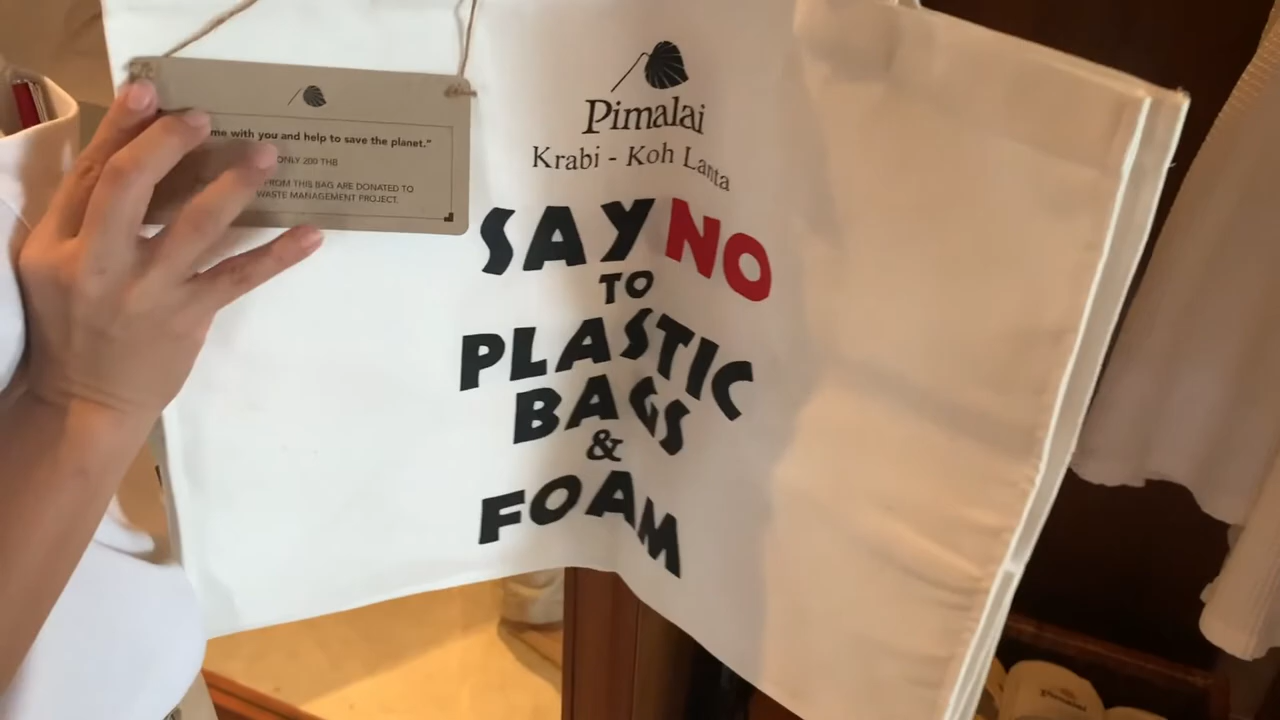 me with you and help to save the planet."
ONLY 200 THB
FROM THIS BAG ARE DONATED TO
WASTE MANAGEMENT PROJECT.
Pimalai
Krabi - Koh Lanta
SAY NO
TO
PLASTIC
BAGS
&
FOAM
Pimalai